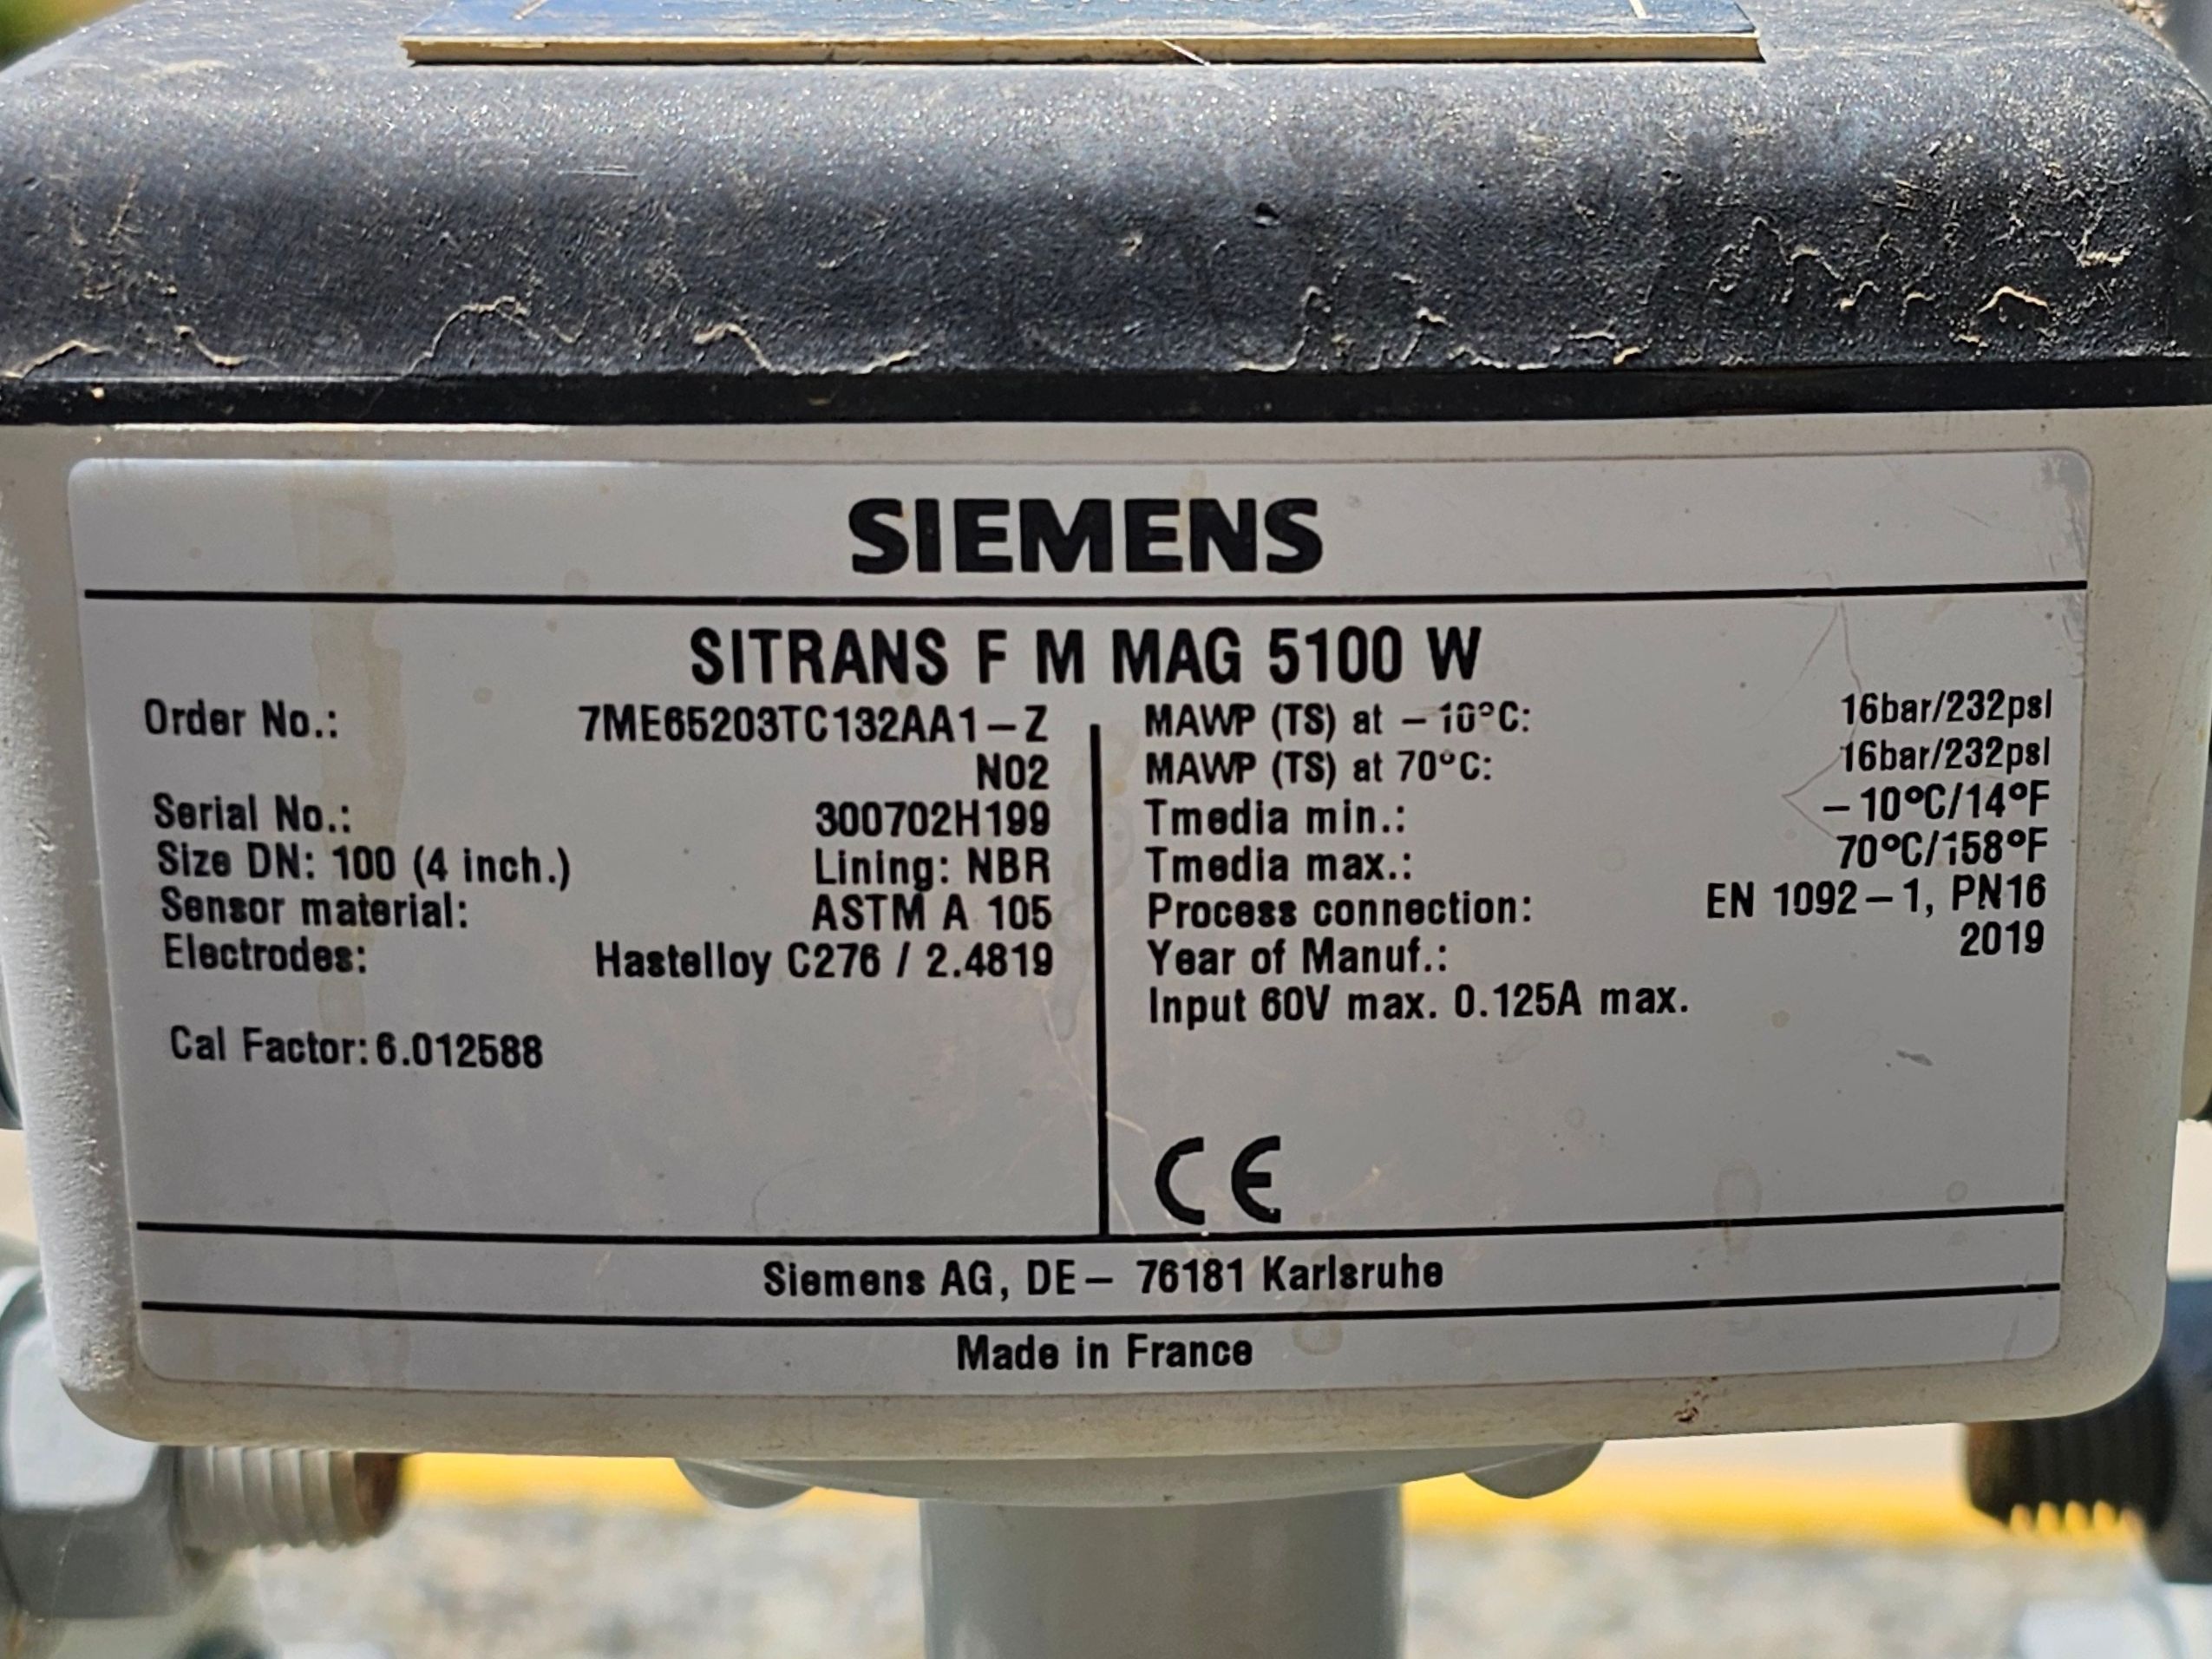 SIEMENS
SITRANS F M MAG 5100 W
Order No.: 7ME65203TC132AA1-Z
N02
Serial No.: 300702H199
Size DN: 100 (4 inch.) Lining: NBR
Sensor material: ASTM A 105
Electrodes: Hastelloy C276 / 2.4819
Cal Factor: 6.012588
MAWP (TS) at -10°C: 16bar/232psi
MAWP (TS) at 70°C: 16bar/232psi
Tmedia min.: -10°C/14°F
Tmedia max.: 70°C/158°F
Process connection: EN 1092-1, PN16
Year of Manuf.: 2019
Input 60V max. 0.125A max.
CE
Siemens AG, DE- 76181 Karlsruhe
Made in France